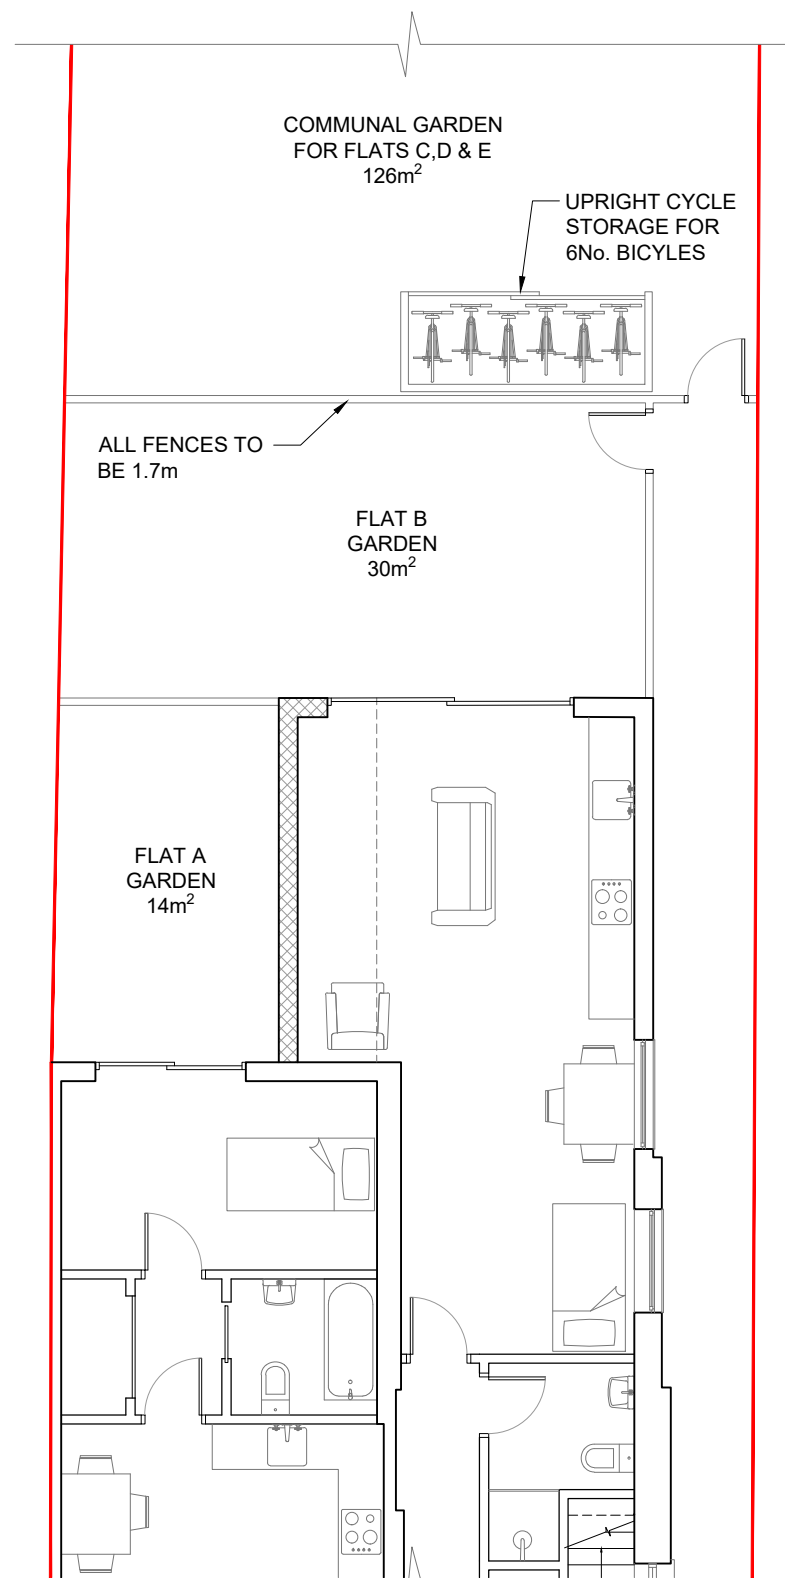 COMMUNAL GARDEN
FOR FLATS C,D & E
126m²
UPRIGHT CYCLE
STORAGE FOR
6No. BICYLES
ALL FENCES TO
BE 1.7m
FLAT B
GARDEN
30m²
FLAT A
GARDEN
14m²